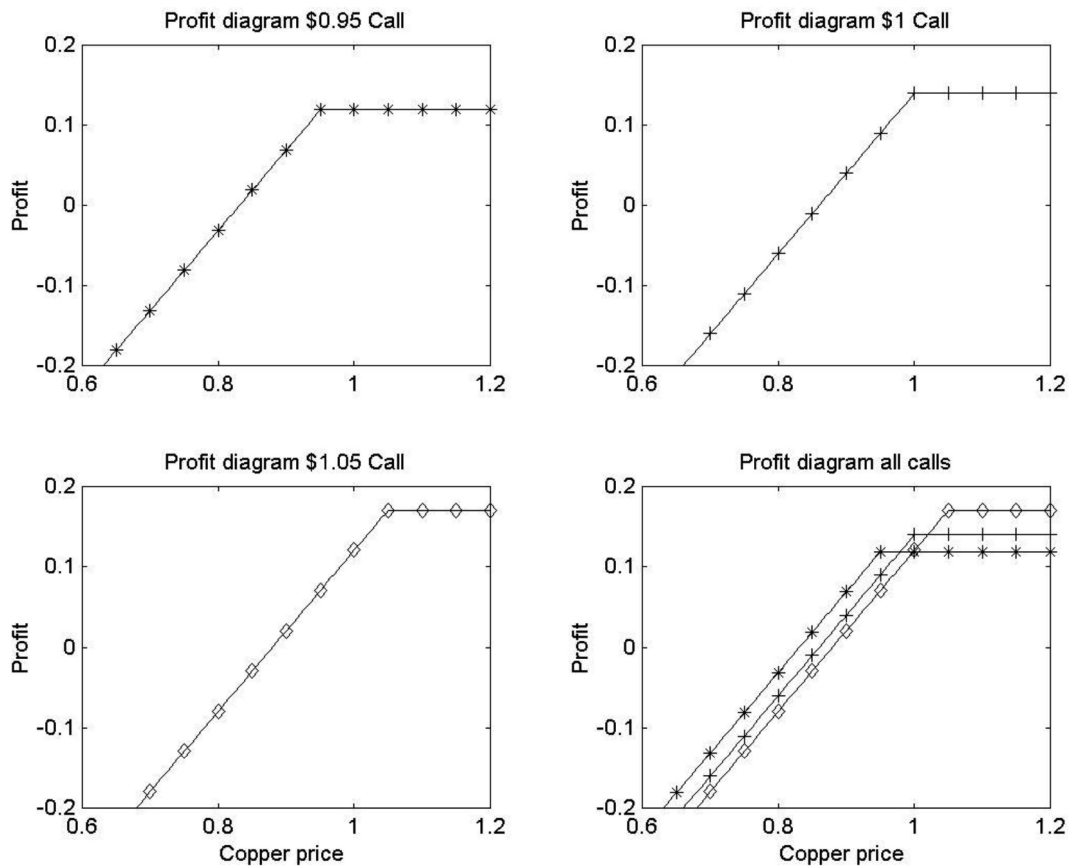 Profit diagram $0.95 Call
0.2
0.1
0
-0.1
-0.2
Profit
0.6 0.8 1 1.2
Profit diagram $1 Call
0.2
0.1
0
-0.1
-0.2
Profit
0.6 0.8 1 1.2
Profit diagram $1.05 Call
0.2
0.1
0
-0.1
-0.2
Profit
0.6 0.8 1 1.2
Copper price
Profit diagram all calls
0.2
0.1
0
-0.1
-0.2
Profit
0.6 0.8 1 1.2
Copper price